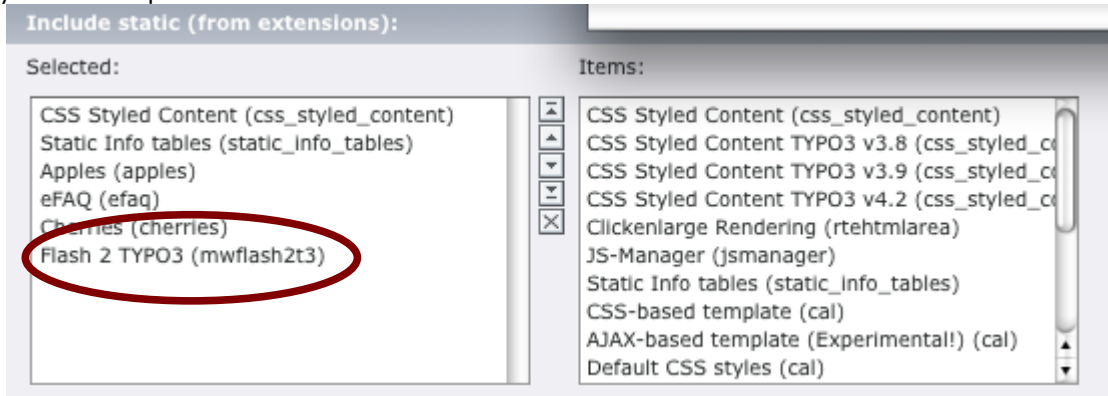 Include static (from extensions):
Selected:
CSS Styled Content (css_styled_content)
Static Info tables (static_info_tables)
Apples (apples)
eFAQ (efaq)
Cherries (cherries)
Flash 2 TYPO3 (mwflash2t3)
Items:
CSS Styled Content (css_styled_content)
CSS Styled Content TYPO3 v3.8 (css_styled_co
CSS Styled Content TYPO3 v3.9 (css_styled_co
CSS Styled Content TYPO3 v4.2 (css_styled_co
Clickenlarge Rendering (rtehtmlarea)
JS-Manager (jsmanager)
Static Info tables (static_info_tables)
CSS-based template (cal)
AJAX-based template (Experimental!) (cal)
Default CSS styles (cal)